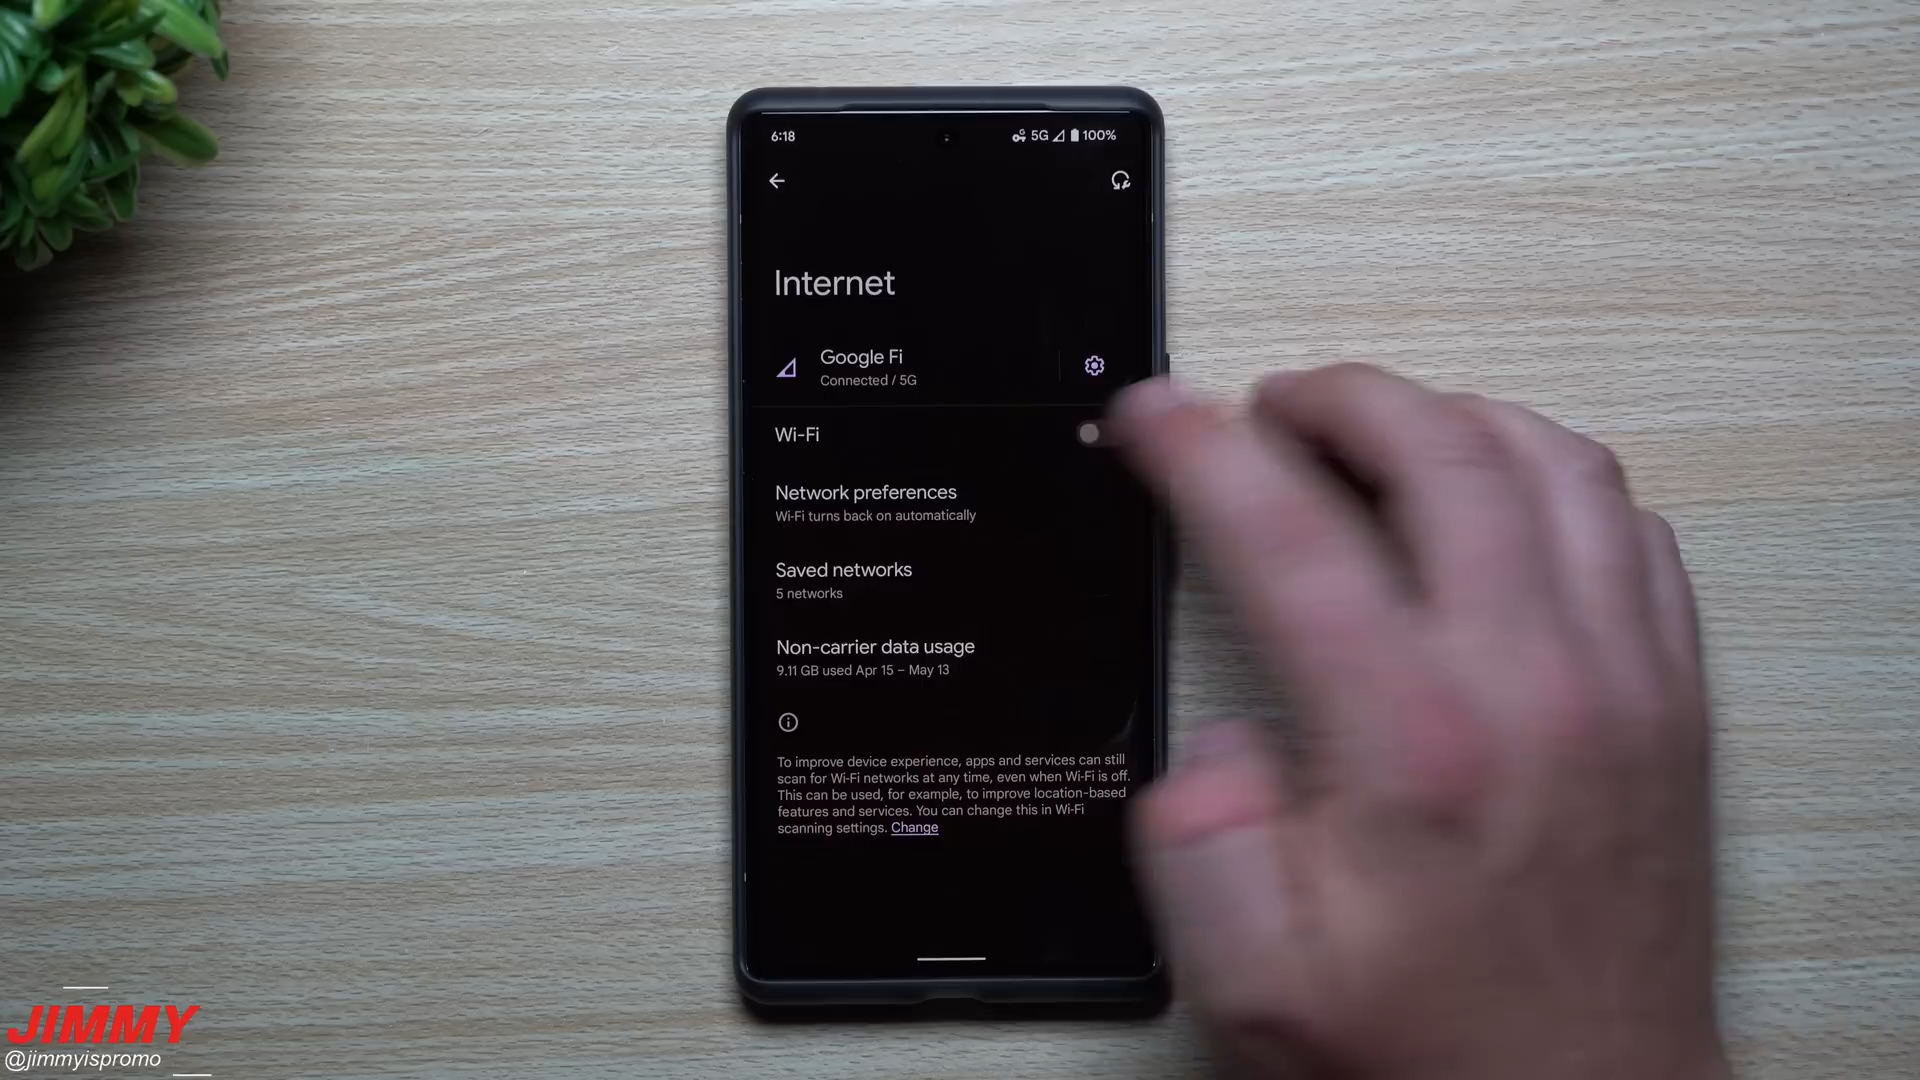 6:18
5G 100%
Internet
Google Fi
Connected / 5G
Wi-Fi
Network preferences
Wi-Fi turns back on automatically
Saved networks
5 networks
Non-carrier data usage
9.11 GB used Apr 15 – May 13
To improve device experience, apps and services can still
scan for Wi-Fi networks at any time, even when Wi-Fi is off.
This can be used, for example, to improve location-based
features and services. You can change this in Wi-Fi
scanning settings. Change
JIMMY
@jimmyispromo